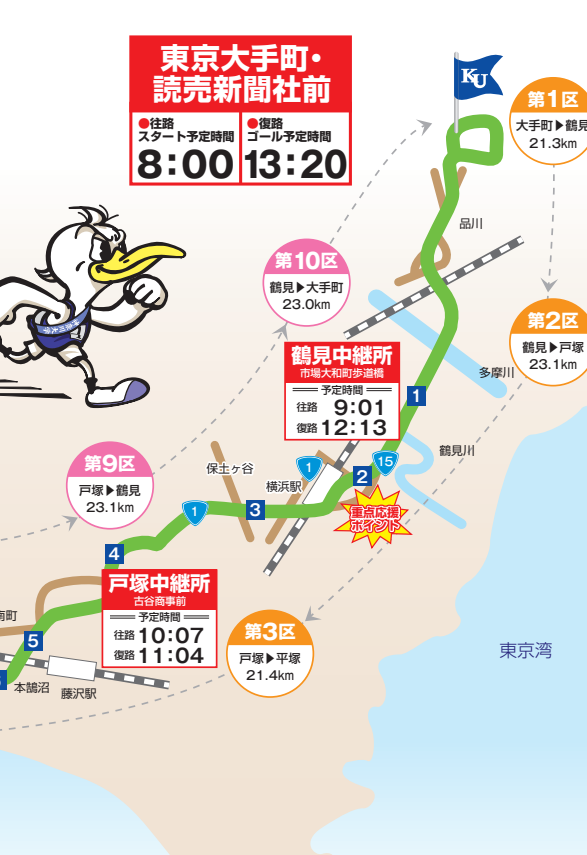 東京大手町・
読売新聞社前
●往路
スタート予定時間
8:00
●復路
ゴール予定時間
13:20
KU
第1区
大手町▶鶴見
21.3km
品川
第10区
鶴見▶大手町
23.0km
神奈川大学
第2区
鶴見▶戸塚
23.1km
多摩川
鶴見中継所
市場大和町歩道橋
予定時間
往路 9:01
復路 12:13
1
鶴見川
15
2
重点応援
ポイント
1
横浜駅
保土ヶ谷
第9区
戸塚▶鶴見
23.1km
1
3
4
戸塚中継所
古谷商事前
予定時間
往路 10:07
復路 11:04
第3区
戸塚▶平塚
21.4km
東京湾
南町
5
本鵠沼
藤沢駅